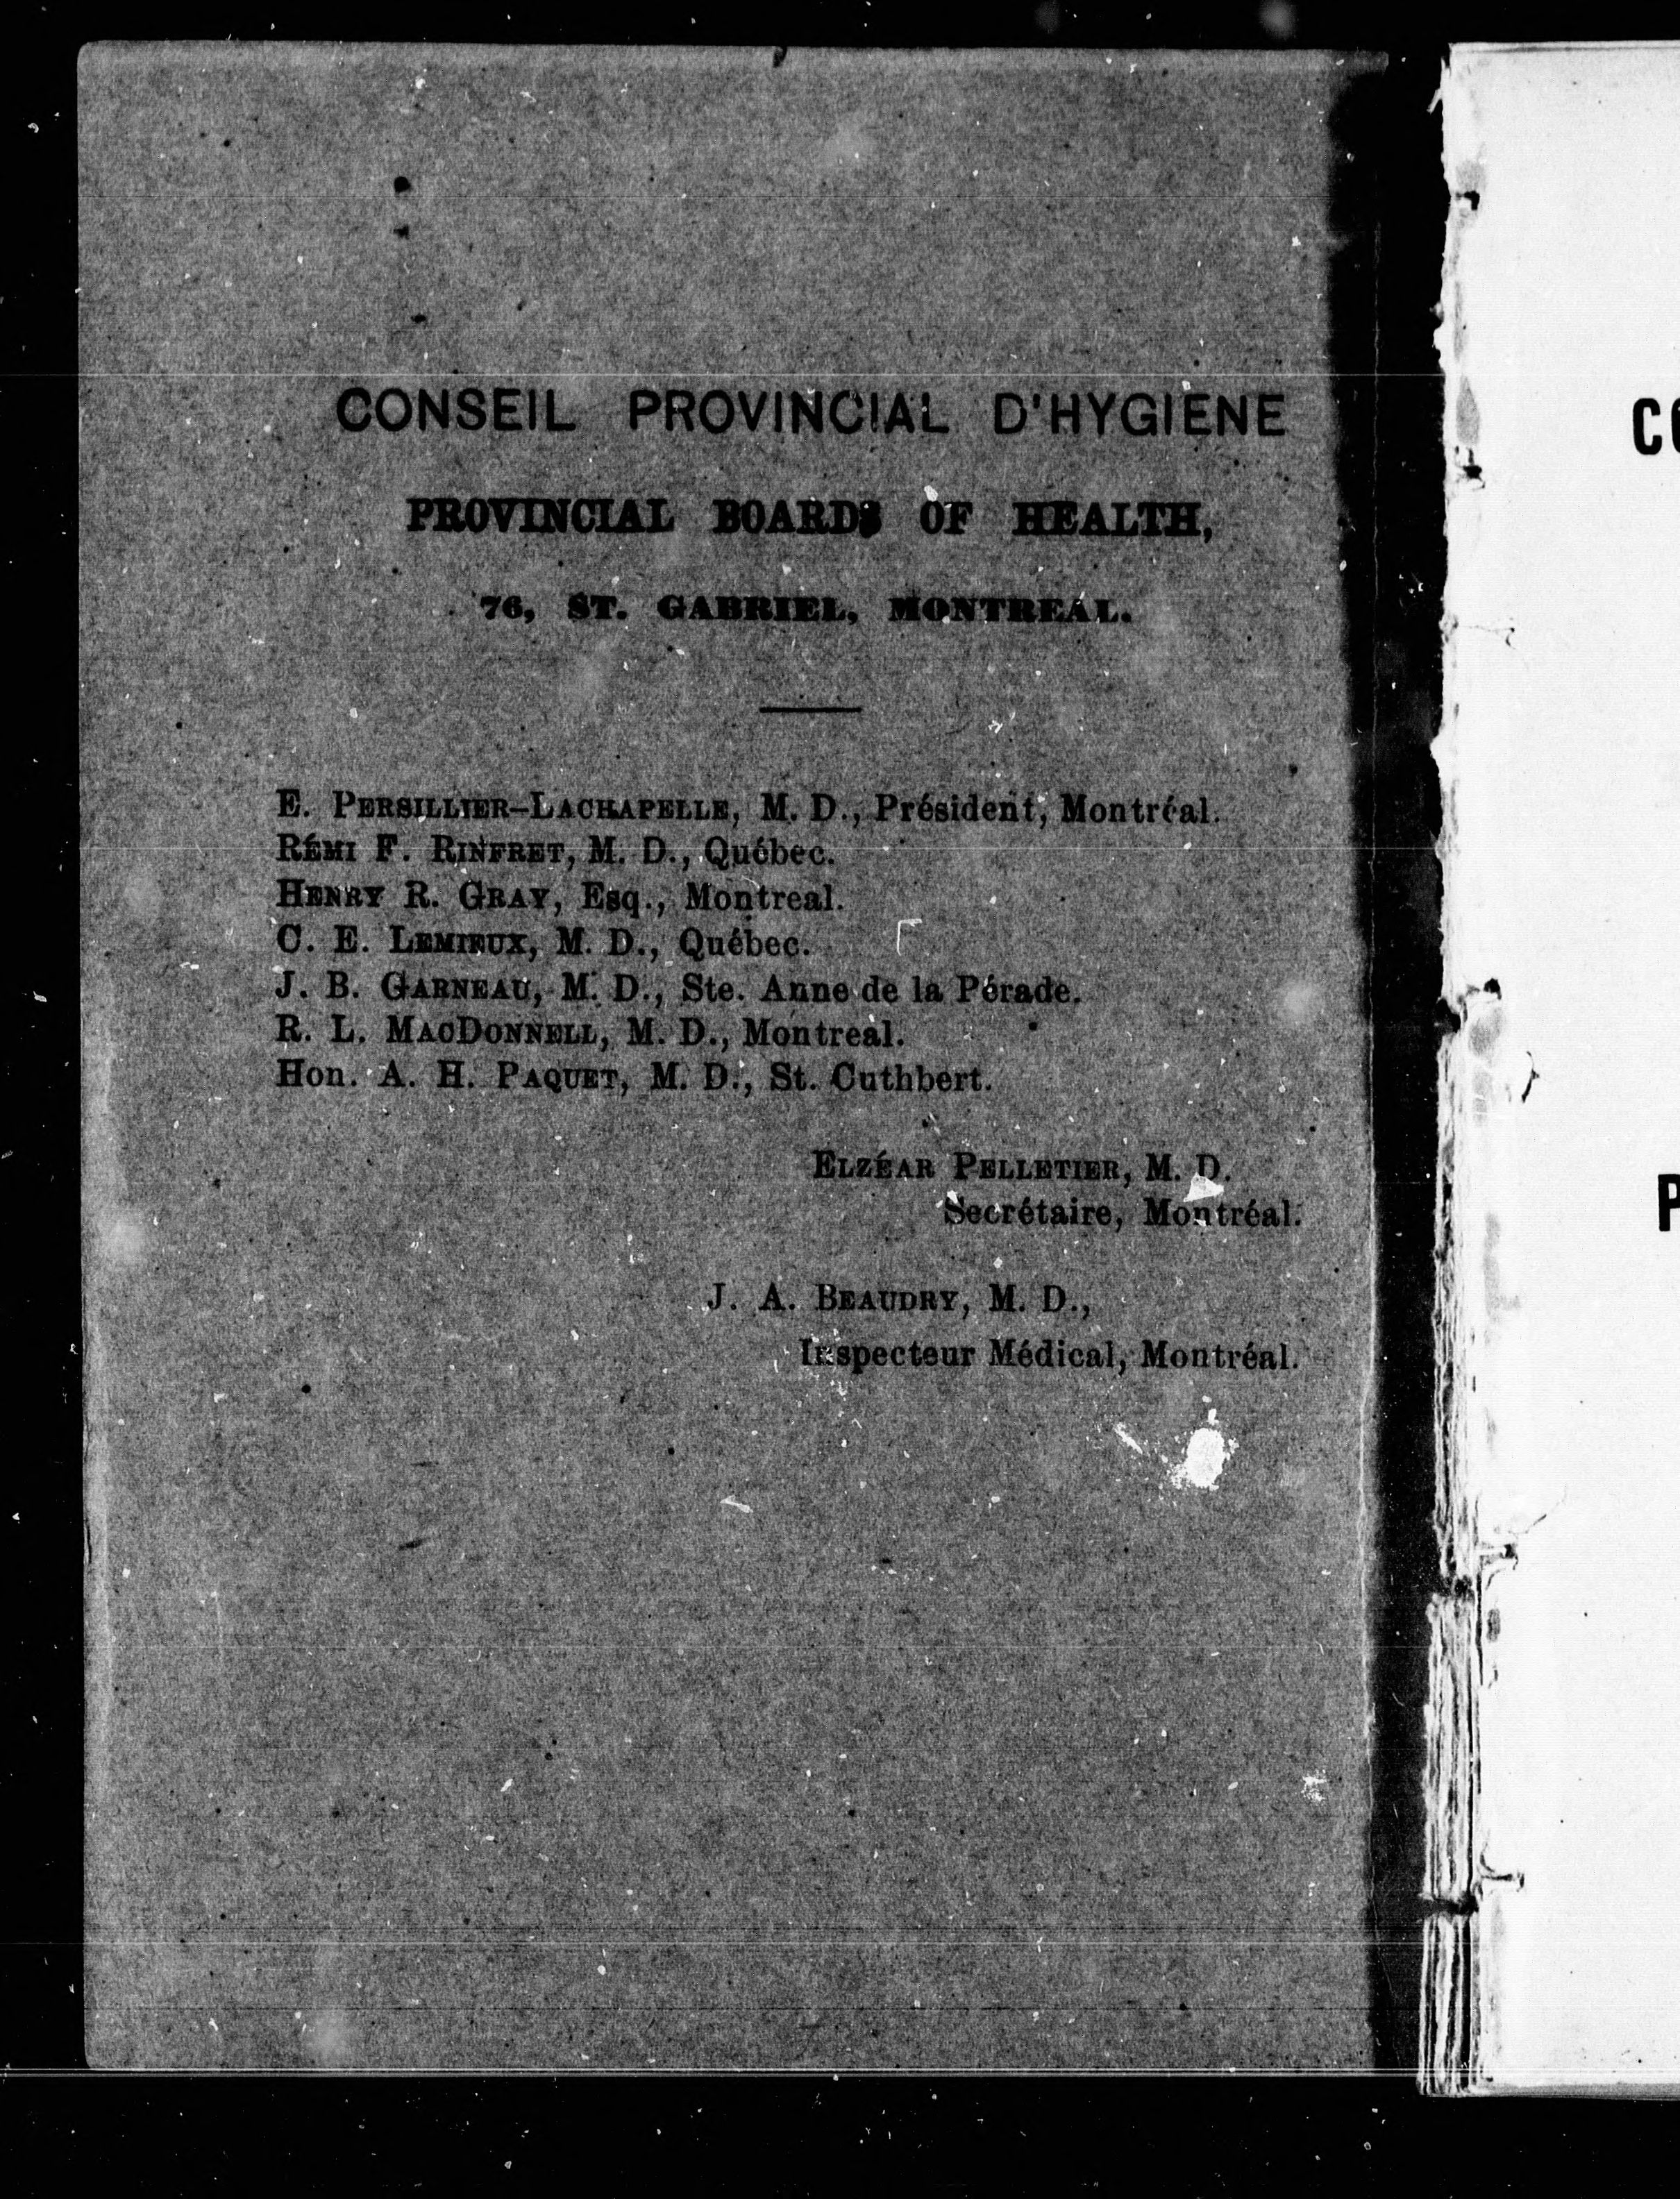 CONSEIL PROVINCIAL D'HYGIENE
PROVINCIAL BOARD OF HEALTH,
76, ST. GABRIEL, MONTREAL.
E. PERSILLIER-LACHAPELLE, M. D., Président, Montréal.
RÉMI F. RINFRET, M. D., Québec.
HENRY R. GRAY, Esq., Montreal.
C. E. LEMIEUX, M. D., Québec.
J. B. GARNEAU, M. D., Ste. Anne de la Pérade.
R. L. MACDONNELL, M. D., Montreal.
Hon. A. H. PAQUET, M. D., St. Cuthbert.
ELZÉAR PELLETIER, M. D.
Secrétaire, Montréal.
J. A. BEAUDRY, M. D.,
Inspecteur Médical, Montréal.
CO
P